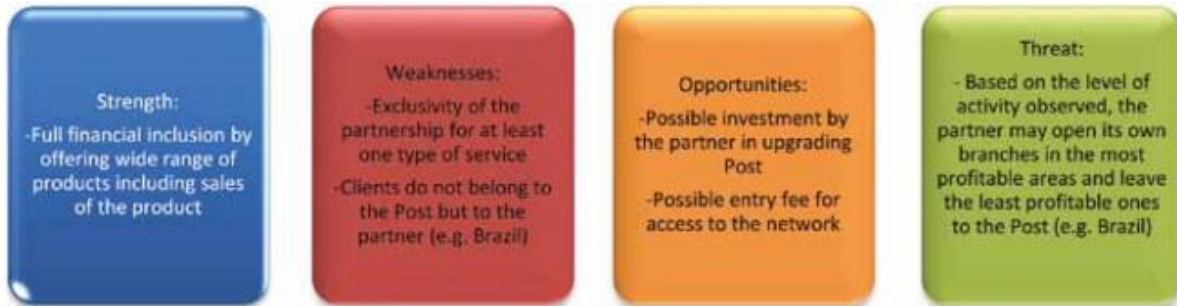 Strength:
-Full financial inclusion by
offering wide range of
products including sales
of the product
Weaknesses:
-Exclusivity of the
partnership for at least
one type of service
-Clients do not belong to
the Post but to the
partner (e.g. Brazil)
Opportunities:
-Possible investment by
the partner in upgrading
Post
-Possible entry fee for
access to the network
Threat:
- Based on the level of
activity observed, the
partner may open its own
branches in the most
profitable areas and leave
the least profitable ones
to the Post (e.g. Brazil)